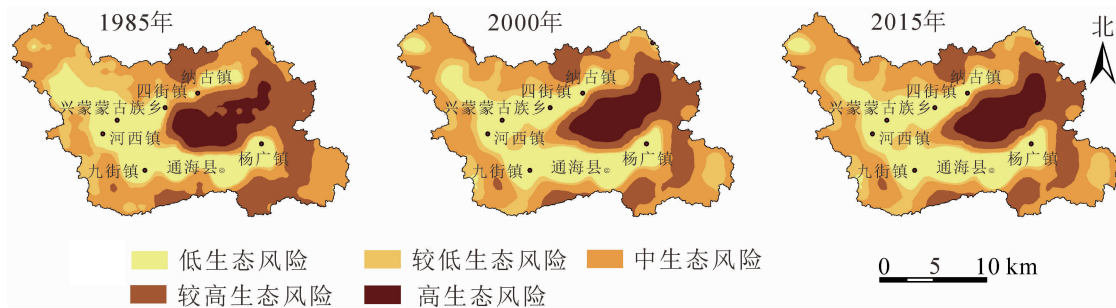 1985年
2000年
2015年
北
纳古镇
四街镇
兴蒙蒙古族乡
河西镇
杨广镇
九街镇
通海县
纳古镇
四街镇
兴蒙蒙古族乡
河西镇
杨广镇
九街镇
通海县
纳古镇
四街镇
兴蒙蒙古族乡
河西镇
杨广镇
九街镇
通海县
低生态风险
较低生态风险
中生态风险
较高生态风险
高生态风险
0 5 10 km